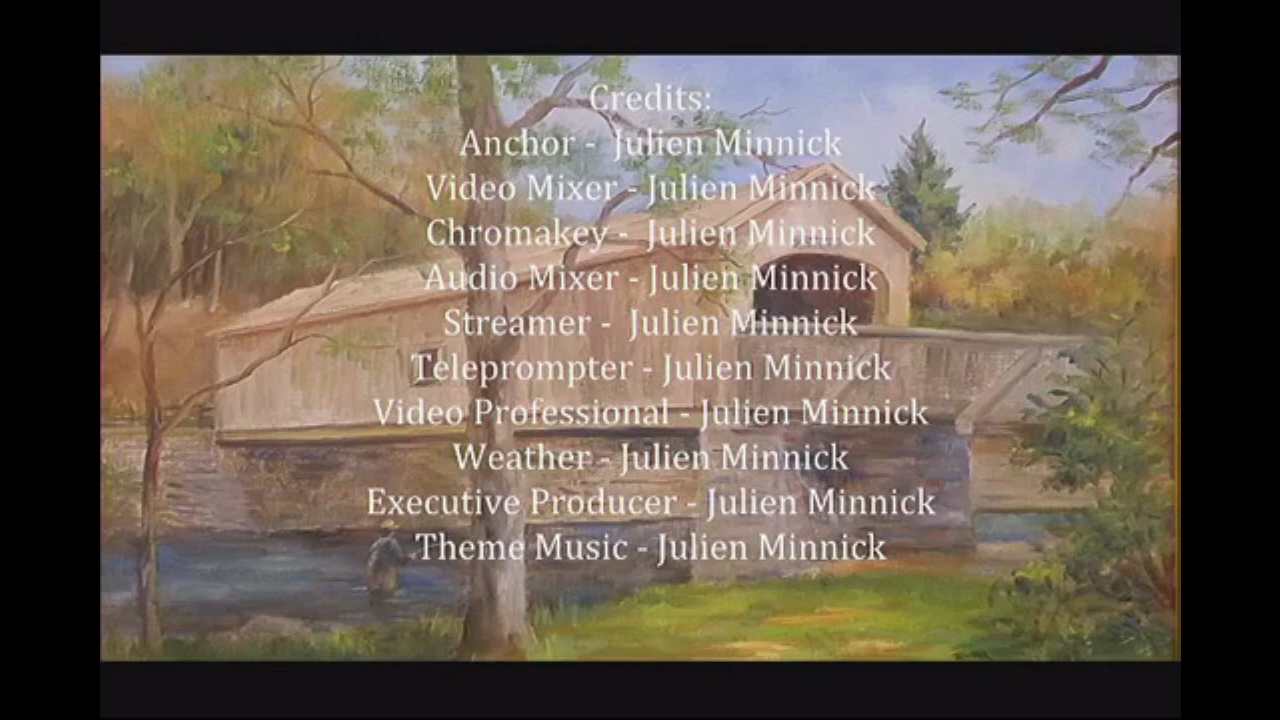 Credits:
Anchor - Julien Minnick
Video Mixer - Julien Minnick
Chromakey - Julien Minnick
Audio Mixer - Julien Minnick
Streamer - Julien Minnick
Teleprompter - Julien Minnick
Video Professional - Julien Minnick
Weather - Julien Minnick
Executive Producer - Julien Minnick
Theme Music - Julien Minnick